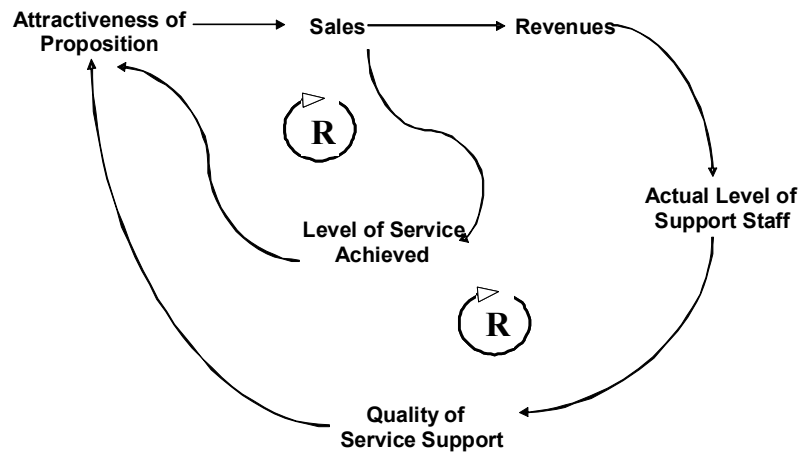 Attractiveness of
Proposition
Sales
Revenues
R
Actual Level of
Support Staff
Level of Service
Achieved
R
Quality of
Service Support